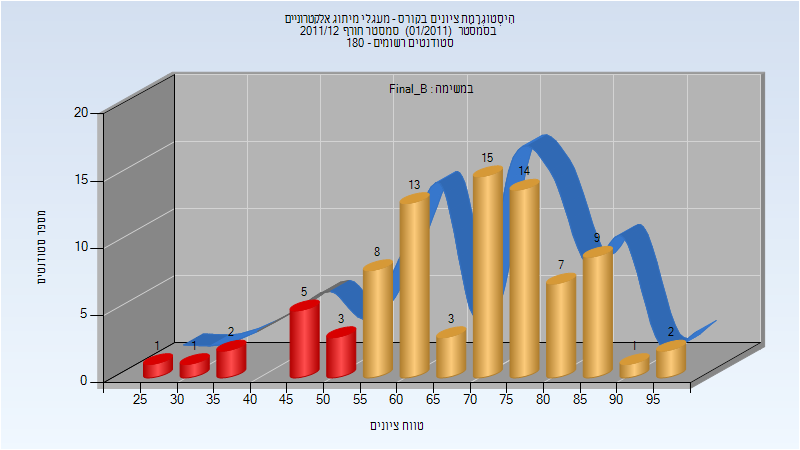 היסטוגרמת ציונים בקורס - מעגלי מיתוג אלקטרוניים
בסמסטר (01/2011) סמסטר חורף 2011/12
סטודנטים רשומים - 180
במשימה : Final_B
מספר סטודנטים
20
15
10
5
0
1
1
2
5
3
8
13
3
15
14
7
9
1
2
25 30 35 40 45 50 55 60 65 70 75 80 85 90 95
טווח ציונים